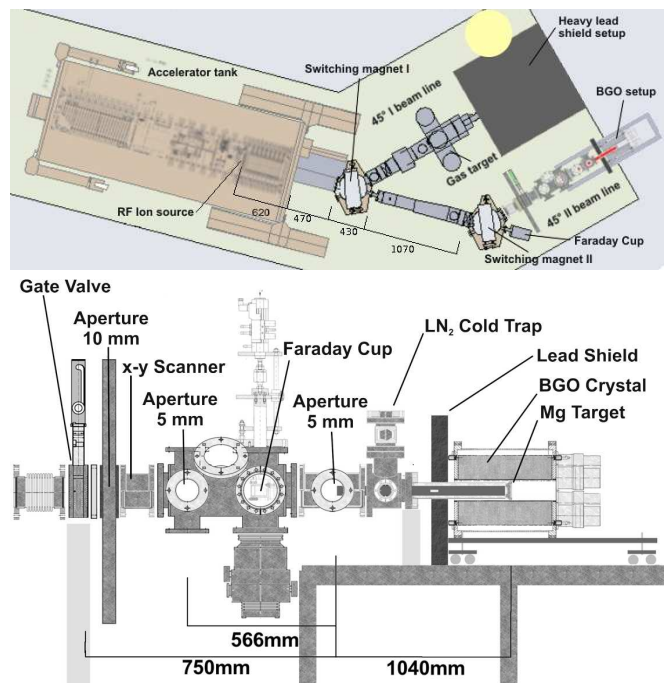 Heavy lead
shield setup
Accelerator tank
Switching magnet I
45° I beam line
BGO setup
Gas target
RF Ion source
620
470
430
1070
45° II beam line
Faraday Cup
Switching magnet II
Gate Valve
Aperture
10 mm
x-y Scanner
Aperture
5 mm
Faraday Cup
Aperture
5 mm
LN₂ Cold Trap
Lead Shield
BGO Crystal
Mg Target
566mm
750mm
1040mm